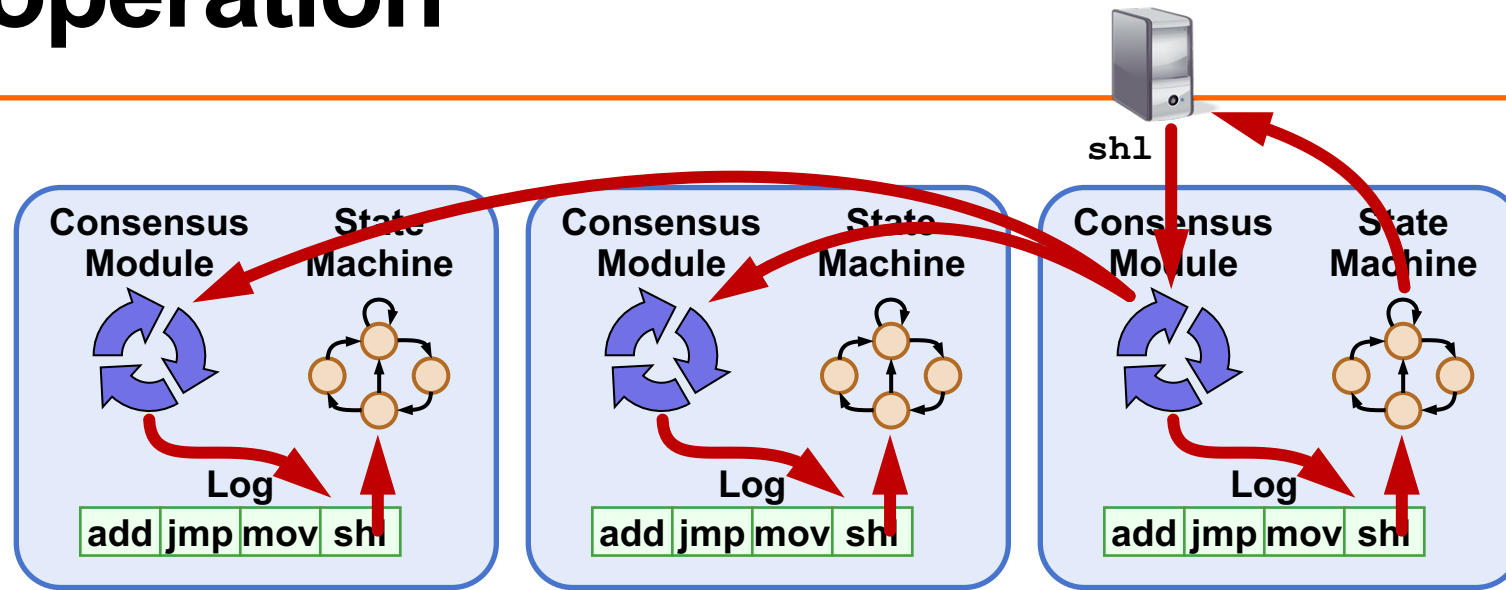 operation
shl
Consensus Module
State Machine
Log
add jmp mov shl
Consensus Module
State Machine
Log
add jmp mov shl
Consensus Module
State Machine
Log
add jmp mov shl